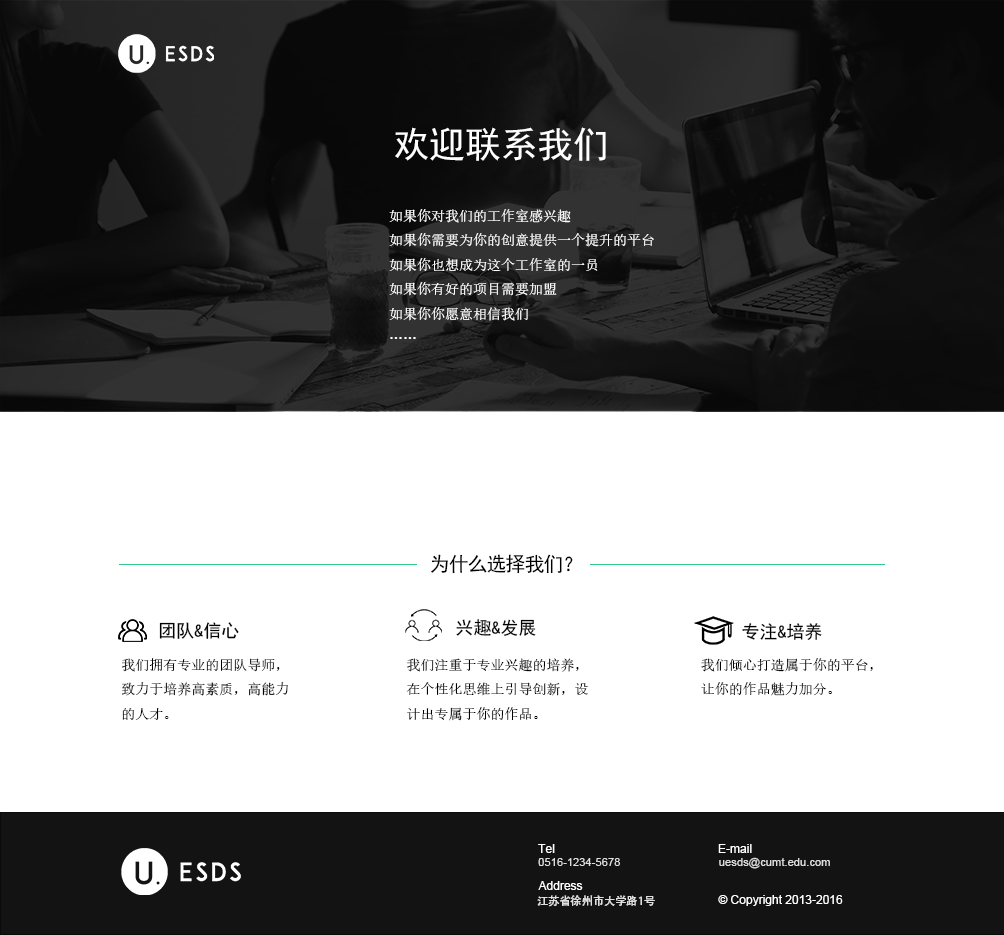 U. ESDS
欢迎联系我们
如果你对我们的工作室感兴趣
如果你需要为你的创意提供一个提升的平台
如果你也想成为这个工作室的一员
如果你有好的项目需要加盟
如果你你愿意相信我们
……
为什么选择我们?
团队&信心
我们拥有专业的团队导师，
致力于培养高素质，高能力
的人才。
兴趣&发展
我们注重于专业兴趣的培养，
在个性化思维上引导创新，设
计出专属于你的作品。
专注&培养
我们倾心打造属于你的平台，
让你的作品魅力加分。
U. ESDS
Tel
0516-1234-5678
Address
江苏省徐州市大学路1号
E-mail
uesds@cumt.edu.com
© Copyright 2013-2016